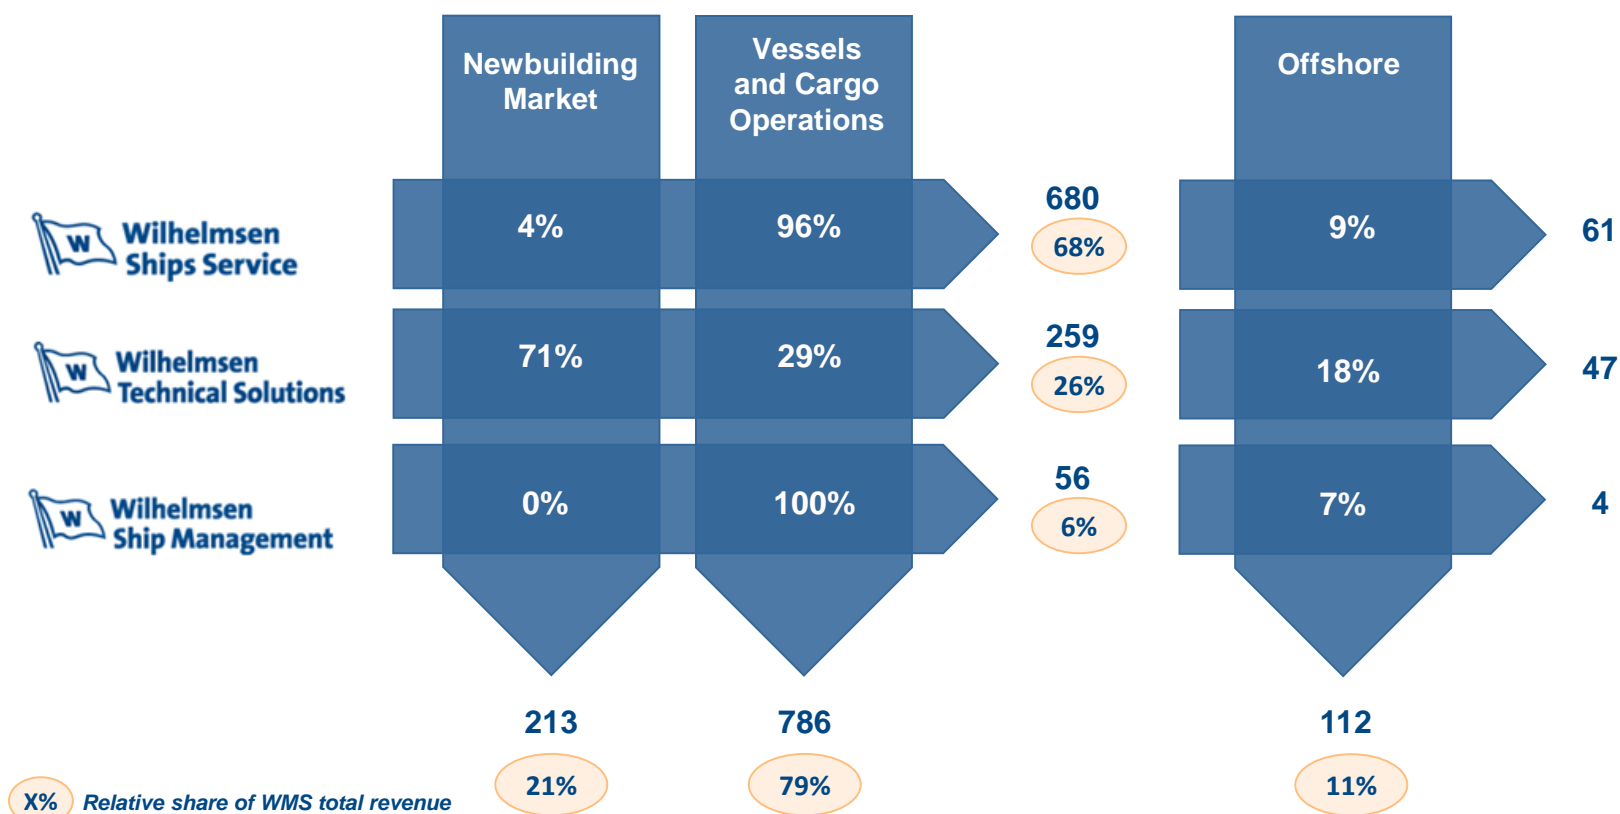 Newbuilding
Market
Vessels
and Cargo
Operations
Offshore
W
Wilhelmsen
Ships Service
4%
96%
680
68%
9%
61
W
Wilhelmsen
Technical Solutions
71%
29%
259
26%
18%
47
W
Wilhelmsen
Ship Management
0%
100%
56
6%
7%
4
213
786
112
21%
79%
11%
X% Relative share of WMS total revenue